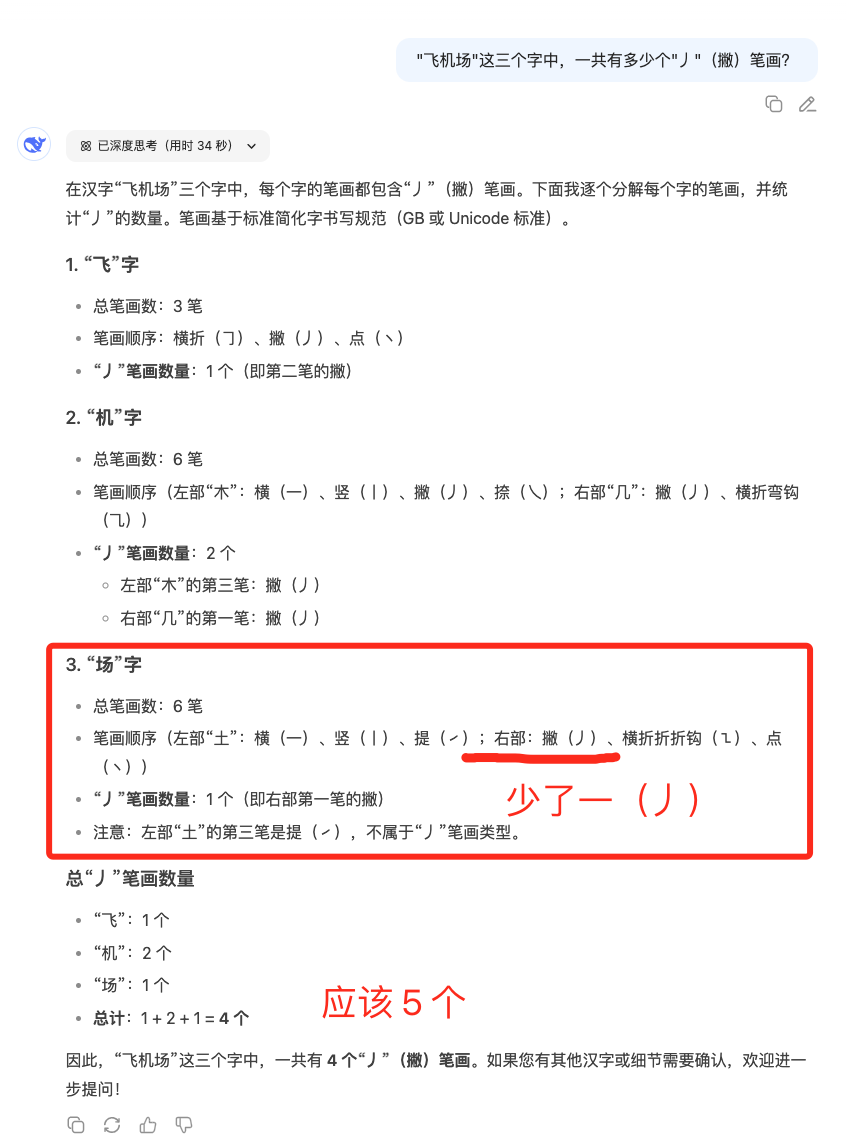 "飞机场"这三个字中，一共有多少个"丿"（撇）笔画?
已深度思考（用时 34 秒）
在汉字“飞机场”三个字中，每个字的笔画都包含“丿”（撇）笔画。下面我逐个分解每个字的笔画，并统
计“丿”的数量。笔画基于标准简化字书写规范（GB 或 Unicode 标准）。
1. “飞”字
• 总笔画数：3 笔
• 笔画顺序：横折（㇆）、撇（丿）、点（丶）
• “丿”笔画数量：1 个（即第二笔的撇）
2. “机”字
• 总笔画数：6 笔
• 笔画顺序（左部“木”：横（一）、竖（丨）、撇（丿）、捺（㇏）；右部“几”：撇（丿）、横折弯钩
（⺄））
• “丿”笔画数量：2 个
◦ 左部“木”的第三笔：撇（丿）
◦ 右部“几”的第一笔：撇（丿）
3. “场”字
• 总笔画数：6 笔
• 笔画顺序（左部“土”：横（一）、竖（丨）、提（㇀）；右部：撇（丿）、横折折折钩（㇅）、点
（丶））
• “丿”笔画数量：1 个（即右部第一笔的撇）
少了一（丿）
• 注意：左部“土”的第三笔是提（㇀），不属于“丿”笔画类型。
总“丿”笔画数量
• “飞”：1 个
• “机”：2 个
• “场”：1 个
应该 5 个
• 总计：1 + 2 + 1 = 4 个
因此，“飞机场”这三个字中，一共有 4 个“丿”（撇）笔画。如果您有其他汉字或细节需要确认，欢迎进一
步提问！